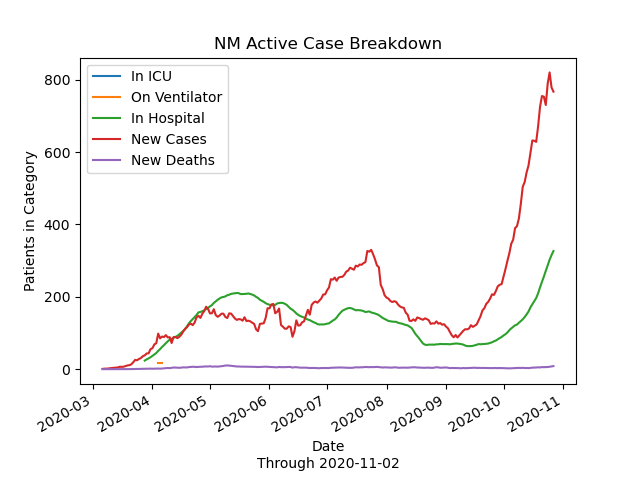 NM Active Case Breakdown
In ICU
On Ventilator
In Hospital
New Cases
New Deaths
Patients in Category
800
600
400
200
0
2020-03
2020-04
2020-05
2020-06
2020-07
2020-08
2020-09
2020-10
2020-11
Date
Through 2020-11-02